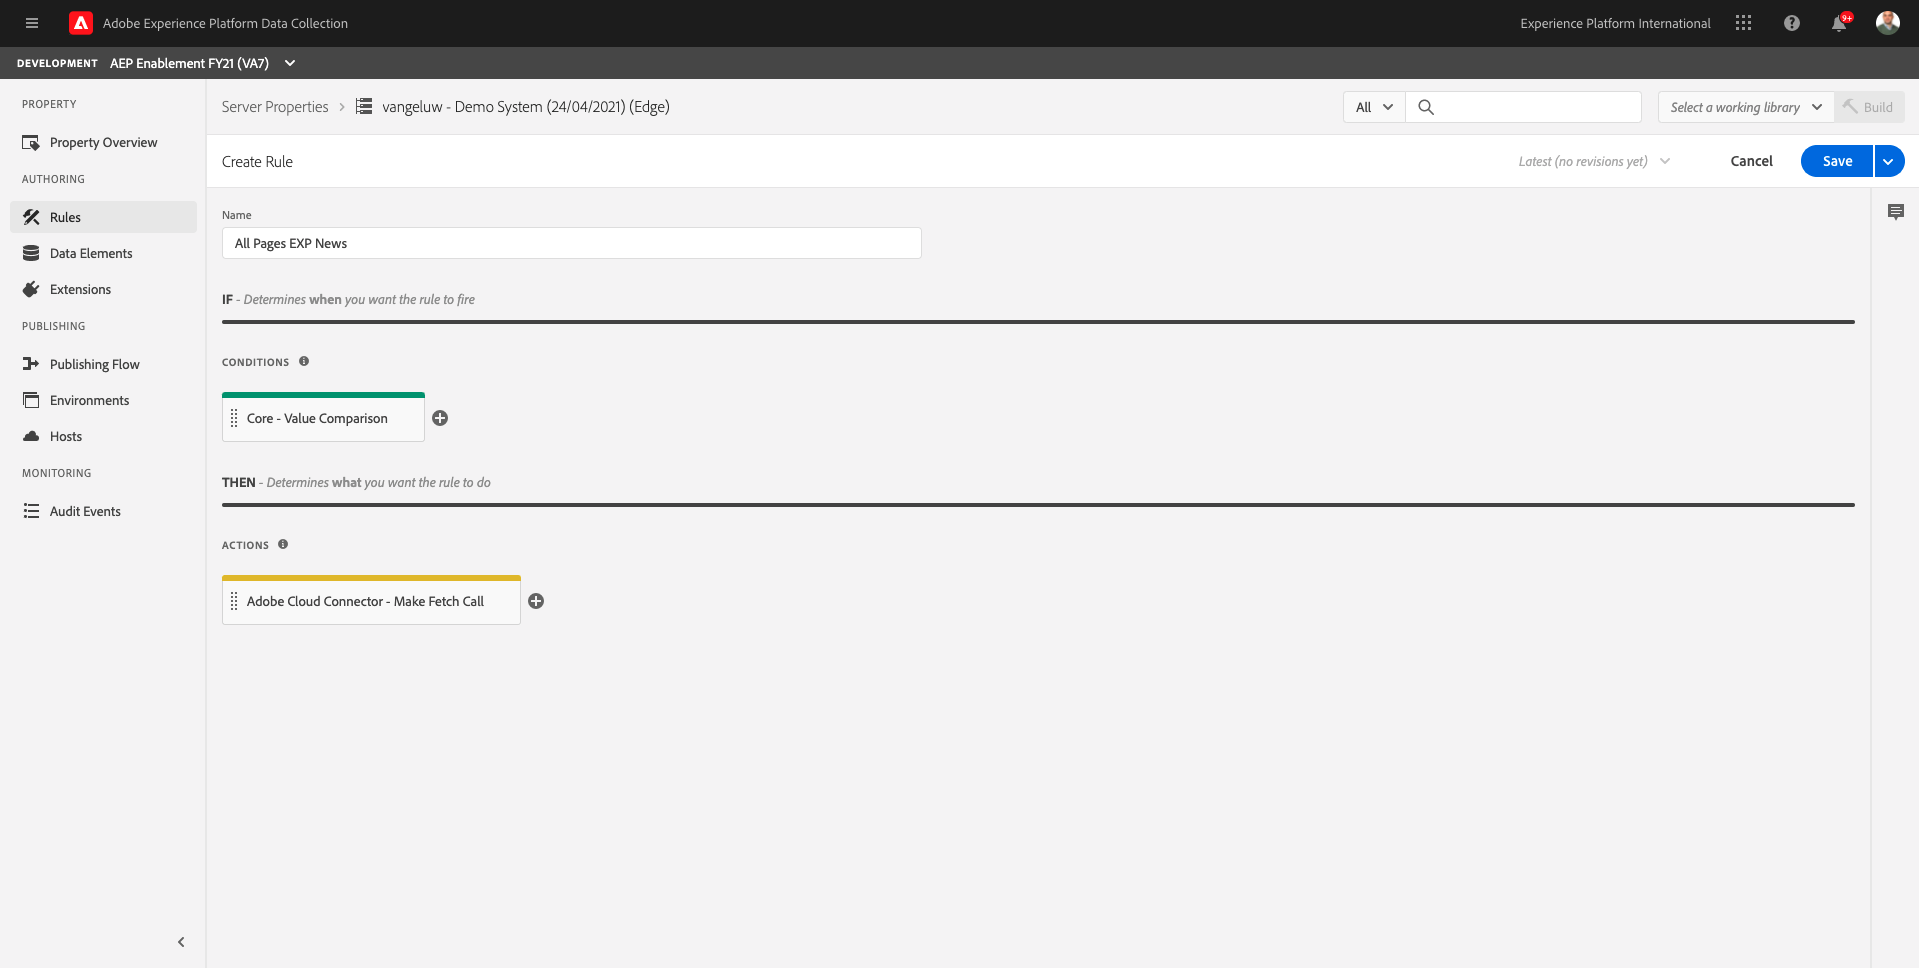 Adobe Experience Platform Data Collection
Experience Platform International
9+
DEVELOPMENT AEP Enablement FY21 (VA7)
PROPERTY
Property Overview
AUTHORING
Rules
Data Elements
Extensions
PUBLISHING
Publishing Flow
Environments
Hosts
MONITORING
Audit Events
Server Properties > vangeluw - Demo System (24/04/2021) (Edge)
All
Select a working library
Build
Create Rule
Latest (no revisions yet)
Cancel
Save
Name
All Pages EXP News
IF - Determines when you want the rule to fire
CONDITIONS
Core - Value Comparison
THEN - Determines what you want the rule to do
ACTIONS
Adobe Cloud Connector - Make Fetch Call